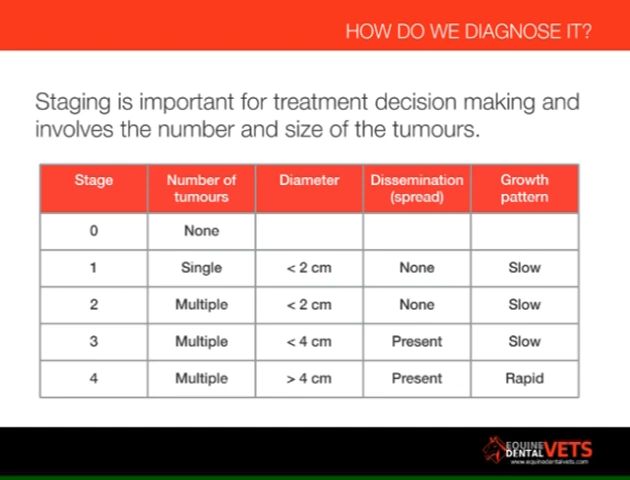 HOW DO WE DIAGNOSE IT?
Staging is important for treatment decision making and
involves the number and size of the tumours.
Stage Number of tumours Diameter Dissemination (spread) Growth pattern
0 None
1 Single < 2 cm None Slow
2 Multiple < 2 cm None Slow
3 Multiple < 4 cm Present Slow
4 Multiple > 4 cm Present Rapid
EQUINE DENTAL VETS
www.equinedentalvets.com